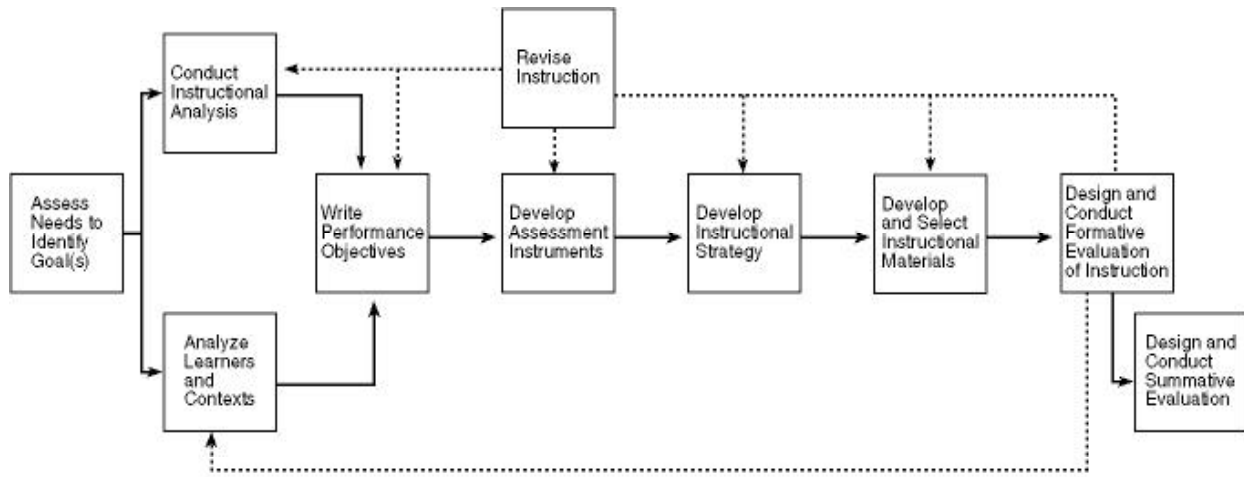 Conduct
Instructional
Analysis
Revise
Instruction
Assess
Needs to
Identify
Goal(s)
Write
Performance
Objectives
Develop
Assessment
Instruments
Develop
Instructional
Strategy
Develop
and Select
Instructional
Materials
Design and
Conduct
Formative
Evaluation
of Instruction
Analyze
Learners
and
Contexts
Design and
Conduct
Summative
Evaluation